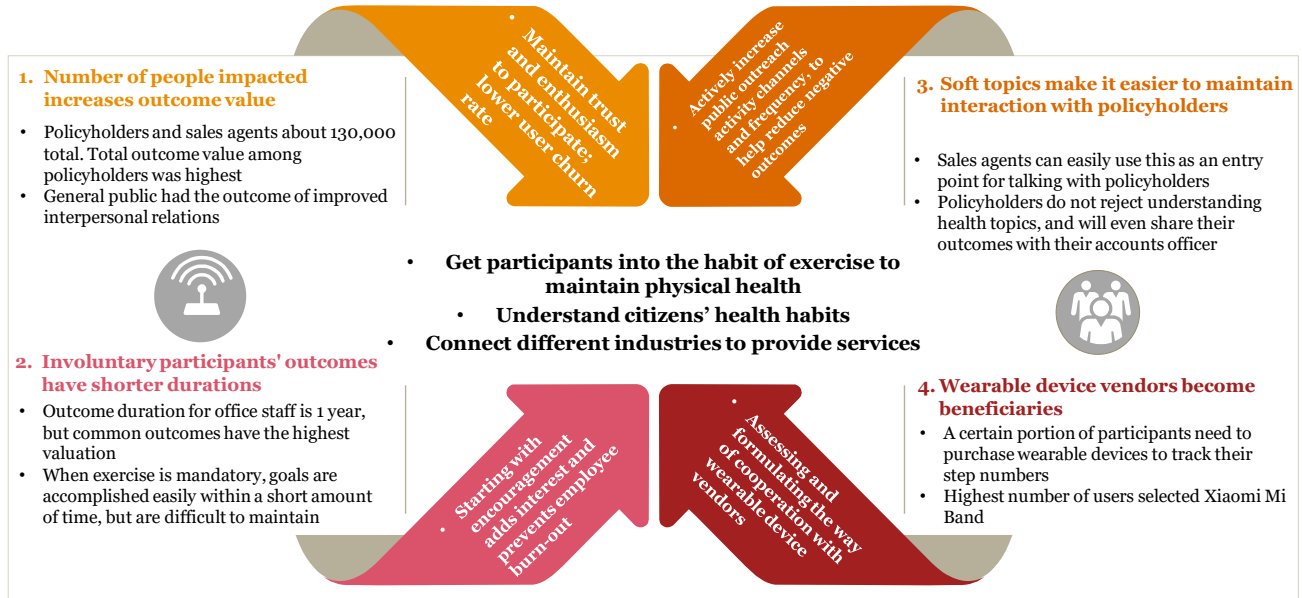 1. Number of people impacted
increases outcome value
• Policyholders and sales agents about 130,000
total. Total outcome value among
policyholders was highest
• General public had the outcome of improved
interpersonal relations
• Maintain trust
and enthusiasm
to participate;
lower user churn
rate
• Actively increase
public outreach
activity channels
and frequency, to
help reduce negative
outcomes
3. Soft topics make it easier to maintain
interaction with policyholders
• Sales agents can easily use this as an entry
point for talking with policyholders
• Policyholders do not reject understanding
health topics, and will even share their
outcomes with their accounts officer
• Get participants into the habit of exercise to
maintain physical health
• Understand citizens’ health habits
• Connect different industries to provide services
2. Involuntary participants' outcomes
have shorter durations
• Outcome duration for office staff is 1 year,
but common outcomes have the highest
valuation
• When exercise is mandatory, goals are
accomplished easily within a short amount
of time, but are difficult to maintain
• Starting with
encouragement
adds interest and
prevents employee
burn-out
• Assessing and
formulating the way
of cooperation with
wearable device
vendors
4. Wearable device vendors become
beneficiaries
• A certain portion of participants need to
purchase wearable devices to track their
step numbers
• Highest number of users selected Xiaomi Mi
Band